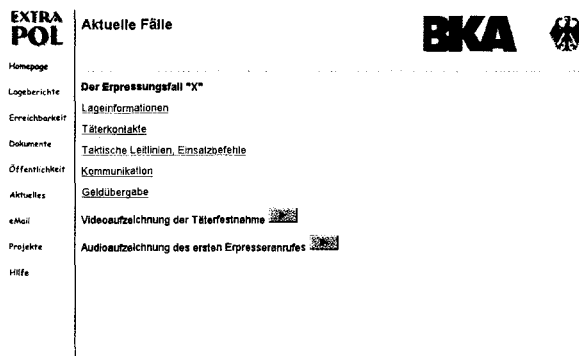 EXTRA
POL
Aktuelle Fälle
BKA
Homepage
Lageberichte
Erreichbarkeit
Dokumente
Öffentlichkeit
Aktuelles
eMail
Projekte
Hilfe
Der Erpressungsfall "X"
Lageinformationen
Täterkontakte
Taktische Leitlinien, Einsatzbefehle
Kommunikation
Geldübergabe
Videoaufzeichnung der Täterfestnahme
Audioaufzeichnung des ersten Erpresseranrufes